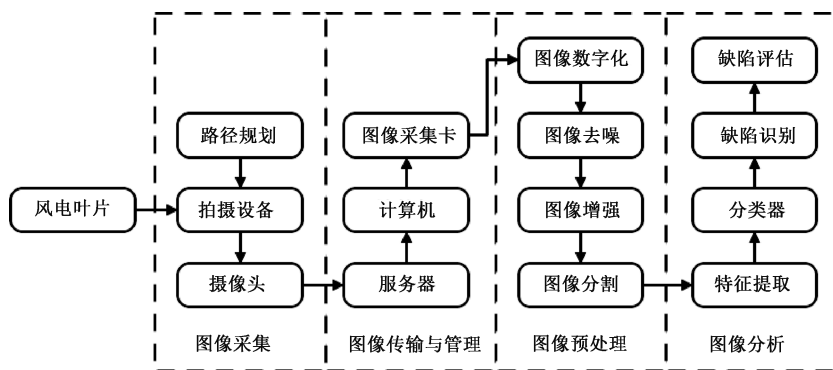 风电叶片
路径规划
拍摄设备
摄像头
图像采集
图像采集卡
计算机
服务器
图像传输与管理
图像数字化
图像去噪
图像增强
图像分割
图像预处理
缺陷评估
缺陷识别
分类器
特征提取
图像分析